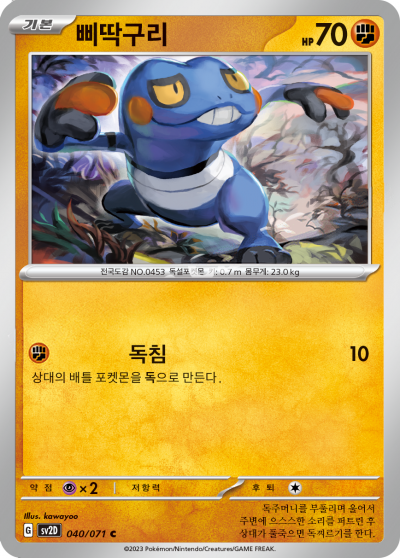 기본 삐딱구리 HP 70
전국도감 NO.0453 독설포켓몬 키: 0.7 m 몸무게: 23.0 kg
독침 10
상대의 배틀 포켓몬을 독으로 만든다.
약점 ×2 저항력 후퇴
Illus. kawayoo
G SV2D 040/071 C
독주머니를 부풀리며 울어서
주변에 으스스한 소리를 퍼트린 후
상대가 움츠러들면 독찌르기를 한다.
©2023 Pokémon/Nintendo/Creatures/GAME FREAK.